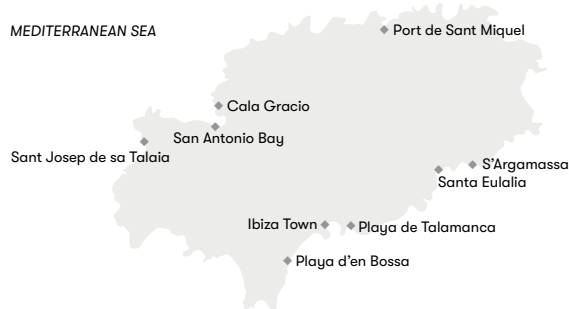 MEDITERRANEAN SEA
Port de Sant Miquel
Cala Gracio
San Antonio Bay
Sant Josep de sa Talaia
S'Argamassa
Santa Eulalia
Ibiza Town
Playa de Talamanca
Playa d'en Bossa